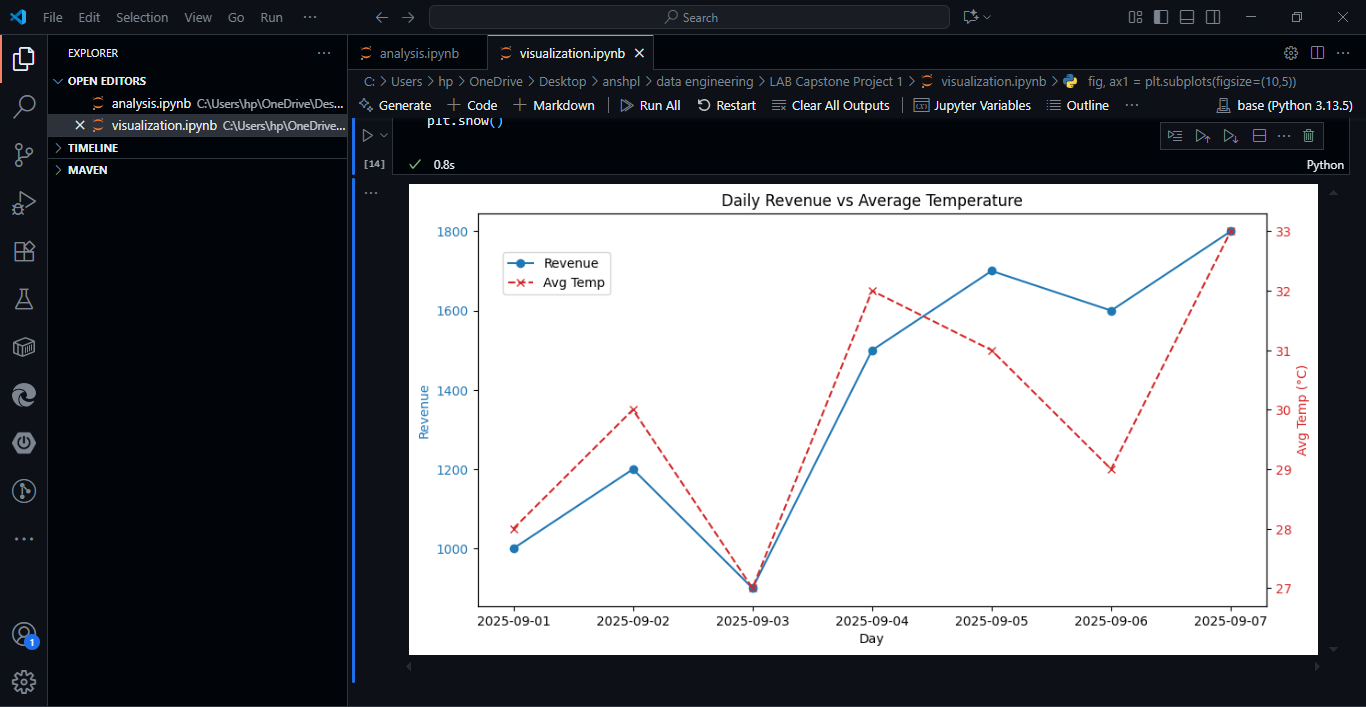 File Edit Selection View Go Run ··· Search
EXPLORER ···
OPEN EDITORS
analysis.ipynb C:\Users\hp\OneDrive\Des...
visualization.ipynb C:\Users\hp\OneDrive...
TIMELINE
MAVEN
1
analysis.ipynb visualization.ipynb
C: > Users > hp > OneDrive > Desktop > anshpl > data engineering > LAB Capstone Project 1 > visualization.ipynb > fig, ax1 = plt.subplots(figsize=(10,5))
Generate + Code + Markdown Run All Restart Clear All Outputs Jupyter Variables Outline ··· base (Python 3.13.5)
plt.show()
[14] 0.8s Python
Daily Revenue vs Average Temperature
Revenue
Avg Temp
1800
1600
1400
1200
1000
Revenue
33
32
31
30
29
28
27
Avg Temp (°C)
2025-09-01 2025-09-02 2025-09-03 2025-09-04 2025-09-05 2025-09-06 2025-09-07
Day